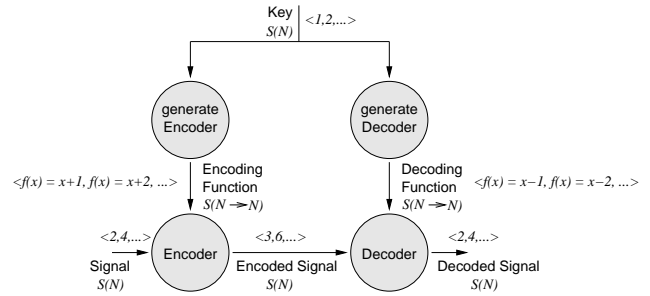 Key
S(N)
<1,2,...>
generate
Encoder
generate
Decoder
<f(x) = x+1, f(x) = x+2, ...>
Encoding
Function
S(N→N)
Decoding
Function
S(N→N)
<f(x) = x−1, f(x) = x−2, ...>
<2,4,...>
Signal
S(N)
Encoder
<3,6,...>
Encoded Signal
S(N)
Decoder
<2,4,...>
Decoded Signal
S(N)